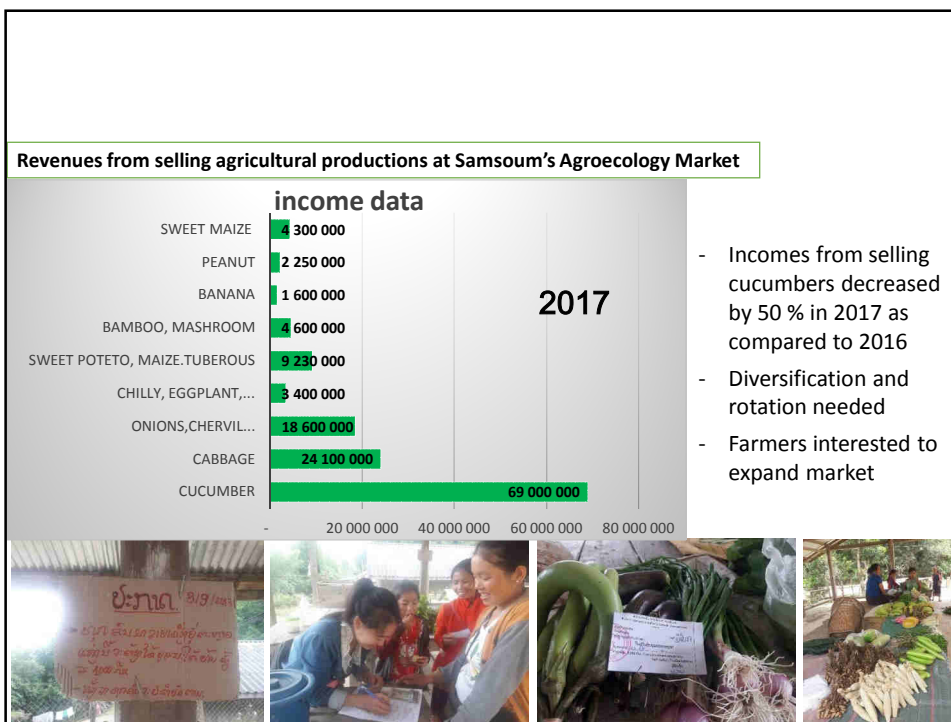 Revenues from selling agricultural productions at Samsoum's Agroecology Market
income data
SWEET MAIZE 4 300 000
PEANUT 2 250 000
BANANA 1 600 000
BAMBOO, MASHROOM 4 600 000
SWEET POTETO, MAIZE.TUBEROUS 9 230 000
CHILLY, EGGPLANT,... 3 400 000
ONIONS,CHERVIL... 18 600 000
CABBAGE 24 100 000
CUCUMBER 69 000 000
- 20 000 000 40 000 000 60 000 000 80 000 000
2017
- Incomes from selling
cucumbers decreased
by 50 % in 2017 as
compared to 2016
- Diversification and
rotation needed
- Farmers interested to
expand market
ປະກາດ